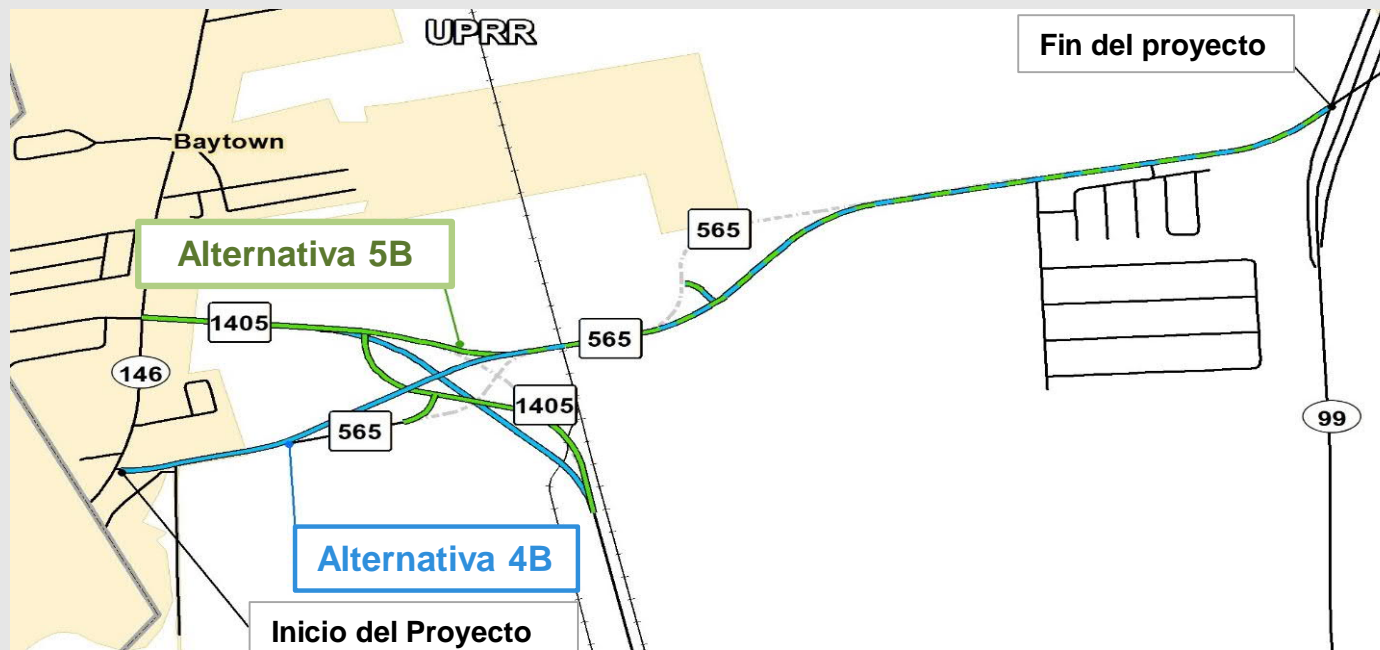 UPRR
Fin del proyecto
Baytown
565
Alternativa 5B
1405
565
146
1405
565
99
Alternativa 4B
Inicio del Proyecto